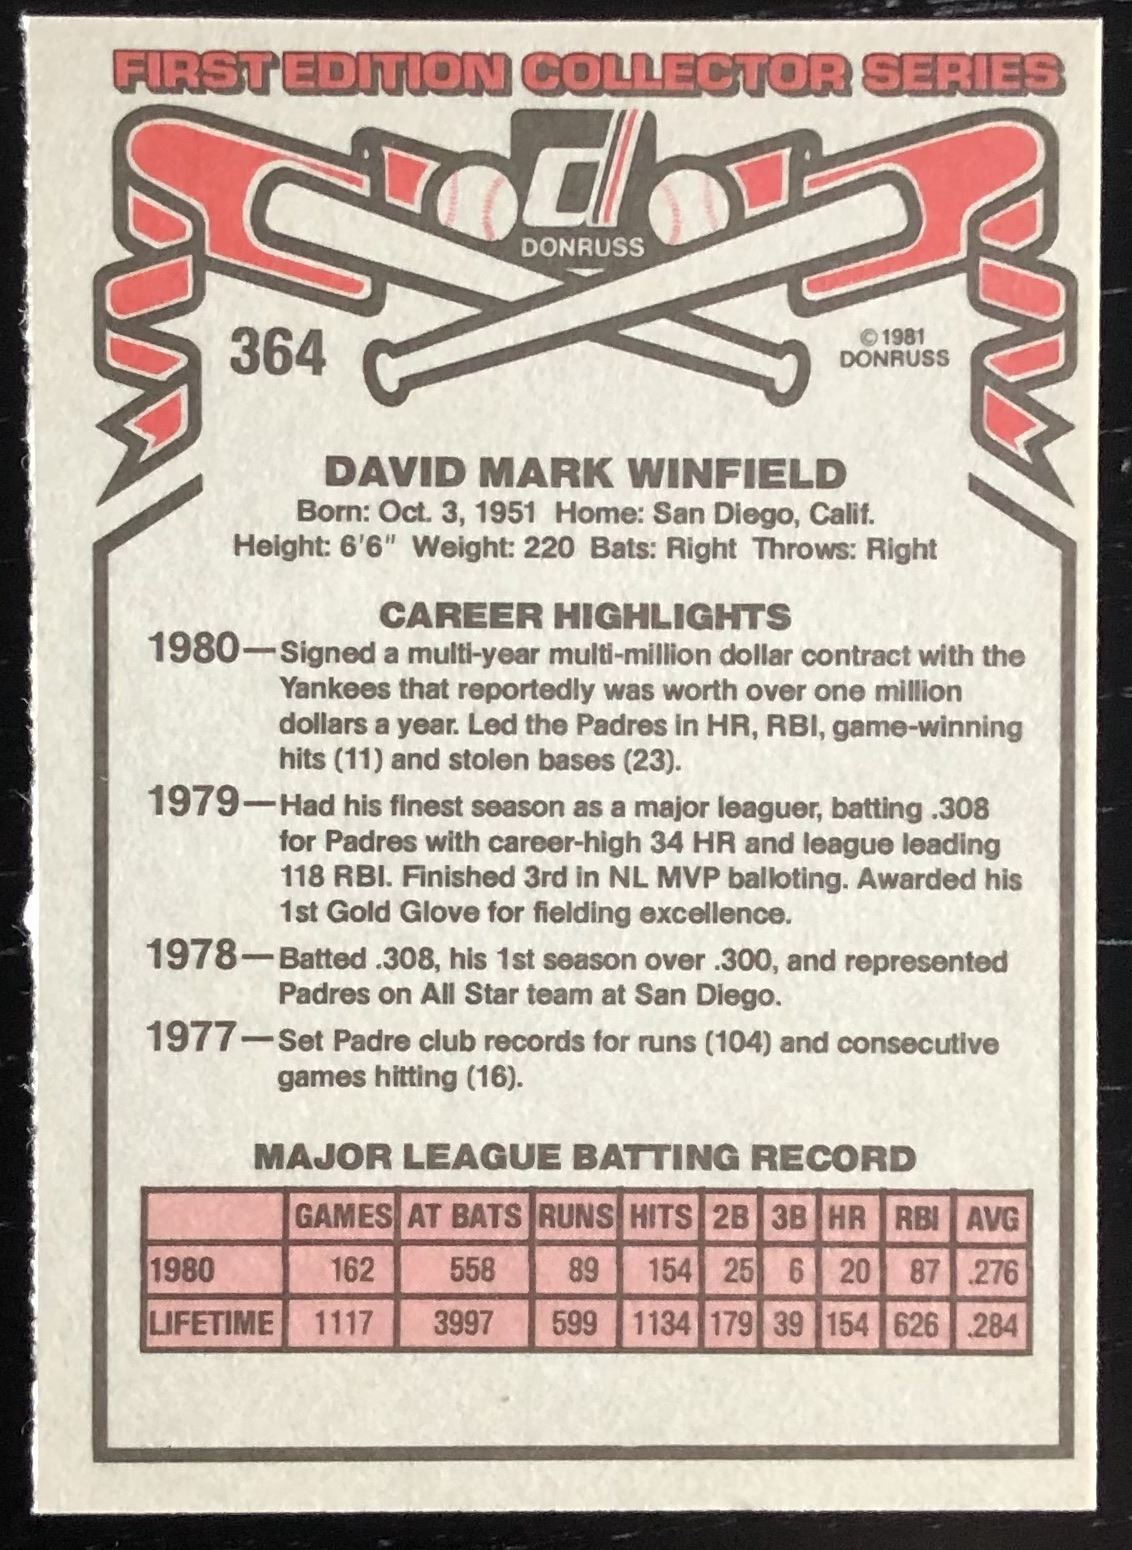 FIRST EDITION COLLECTOR SERIES
d
DONRUSS
364
©1981
DONRUSS
DAVID MARK WINFIELD
Born: Oct. 3, 1951 Home: San Diego, Calif.
Height: 6'6" Weight: 220 Bats: Right Throws: Right
CAREER HIGHLIGHTS
1980—Signed a multi-year multi-million dollar contract with the
Yankees that reportedly was worth over one million
dollars a year. Led the Padres in HR, RBI, game-winning
hits (11) and stolen bases (23).
1979—Had his finest season as a major leaguer, batting .308
for Padres with career-high 34 HR and league leading
118 RBI. Finished 3rd in NL MVP balloting. Awarded his
1st Gold Glove for fielding excellence.
1978—Batted .308, his 1st season over .300, and represented
Padres on All Star team at San Diego.
1977—Set Padre club records for runs (104) and consecutive
games hitting (16).
MAJOR LEAGUE BATTING RECORD
GAMES AT BATS RUNS HITS 2B 3B HR RBI AVG
1980 162 558 89 154 25 6 20 87 .276
LIFETIME 1117 3997 599 1134 179 39 154 626 .284